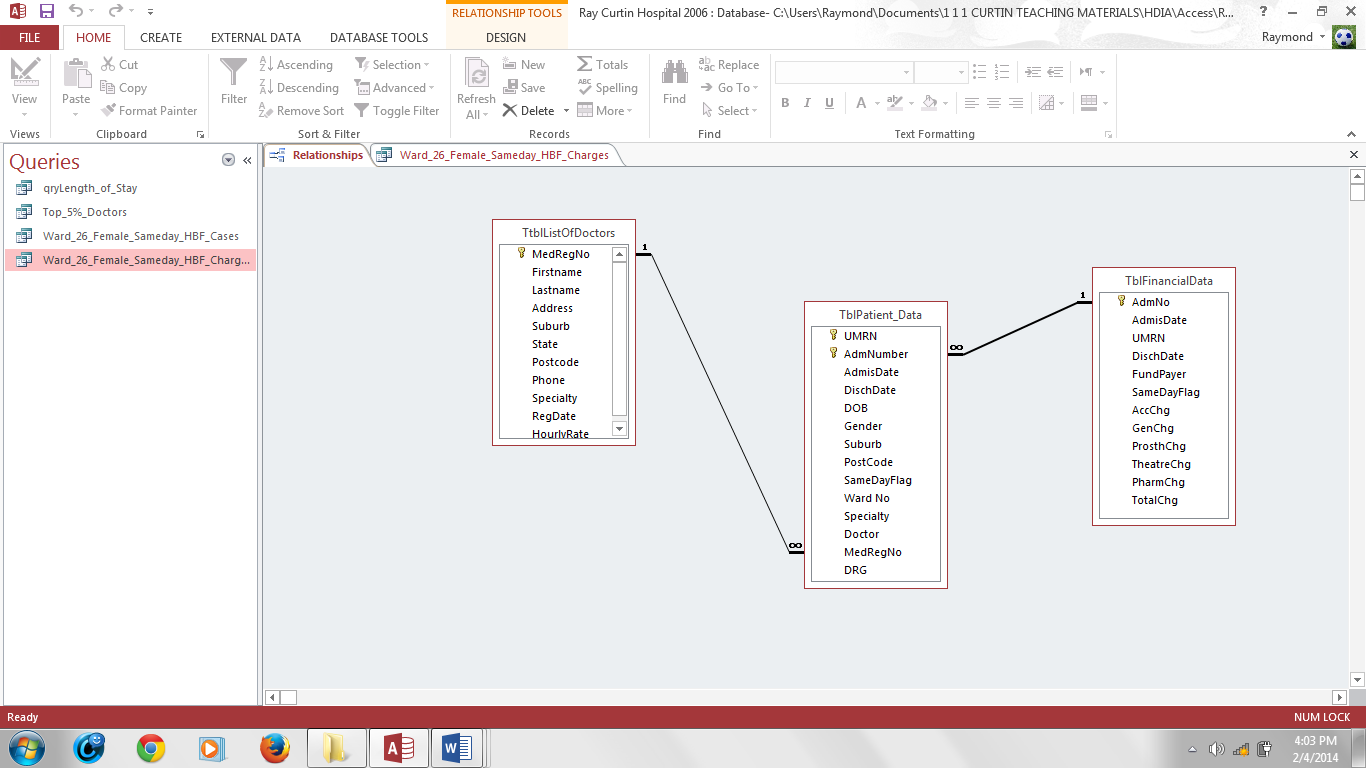 RELATIONSHIP TOOLS
Ray Curtin Hospital 2006 : Database- C:\Users\Raymond\Documents\1 1 1 CURTIN TEACHING MATERIALS\HDIA\Access\R...
FILE HOME CREATE EXTERNAL DATA DATABASE TOOLS DESIGN Raymond
View
Views
Paste
Cut
Copy
Format Painter
Clipboard
Filter
Ascending
Descending
Remove Sort
Selection
Advanced
Toggle Filter
Sort & Filter
Refresh
All
New
Save
Delete
Totals
Spelling
More
Records
Find
Replace
Go To
Select
Find
B I U A
Text Formatting
Queries
qryLength_of_Stay
Top_5%_Doctors
Ward_26_Female_Sameday_HBF_Cases
Ward_26_Female_Sameday_HBF_Charg...
Relationships
Ward_26_Female_Sameday_HBF_Charges
TtblListOfDoctors
MedRegNo
Firstname
Lastname
Address
Suburb
State
Postcode
Phone
Specialty
RegDate
HourlyRate
1
∞
TblPatient_Data
UMRN
AdmNumber
AdmisDate
DischDate
DOB
Gender
Suburb
PostCode
SameDayFlag
Ward No
Specialty
Doctor
MedRegNo
DRG
∞
1
TblFinancialData
AdmNo
AdmisDate
UMRN
DischDate
FundPayer
SameDayFlag
AccChg
GenChg
ProsthChg
TheatreChg
PharmChg
TotalChg
Ready
NUM LOCK
4:03 PM
2/4/2014